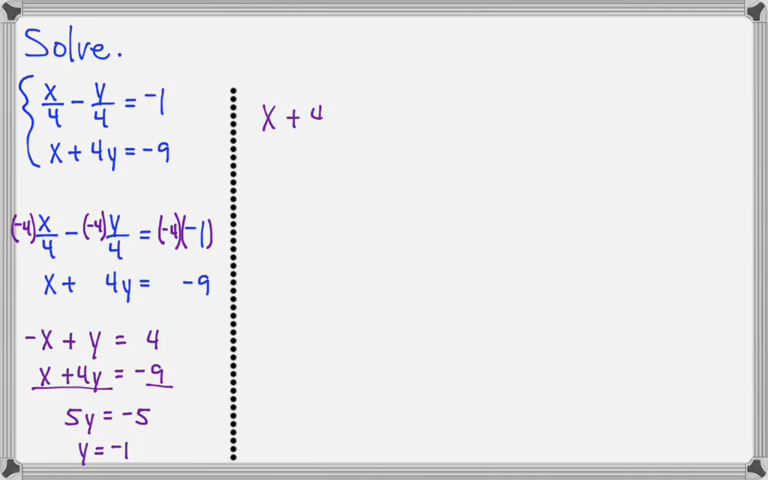 Solve.
x/4 - y/4 = -1
x + 4y = -9
(-4)x/4 - (-4)y/4 = (-4)(-1)
x + 4y = -9
-x + y = 4
x + 4y = -9
5y = -5
y = -1
x + 4